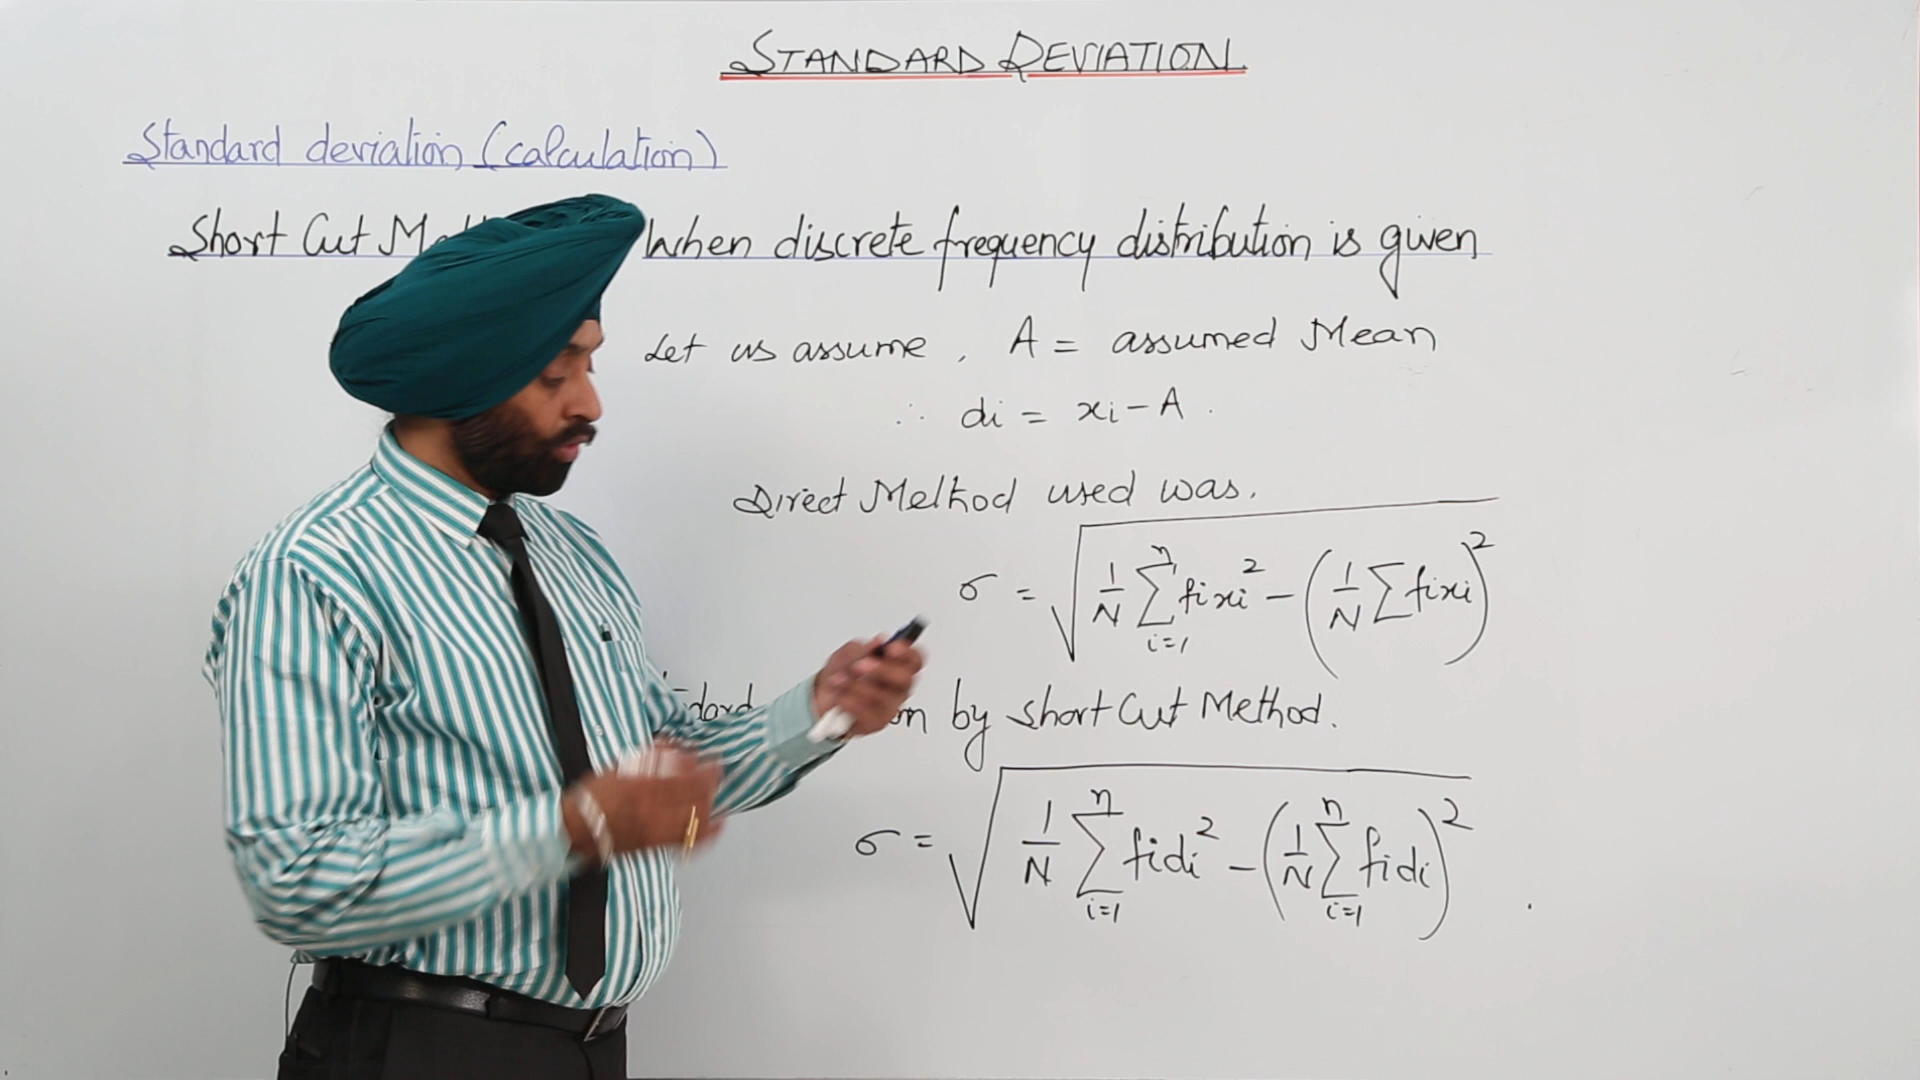 STANDARD DEVIATION.
Standard deviation (calculation)
Short Cut When discrete frequency distribution is given
Let us assume, A = assumed Mean
∴ di = xi - A.
Direct Method used was.
σ = √(1/N ∑_{i=1}^{n} fixi² - (1/N ∑ fixi)²)
by Short Cut Method.
σ = √(1/N ∑_{i=1}^{n} fidi² - (1/N ∑_{i=1}^{n} fidi)²)